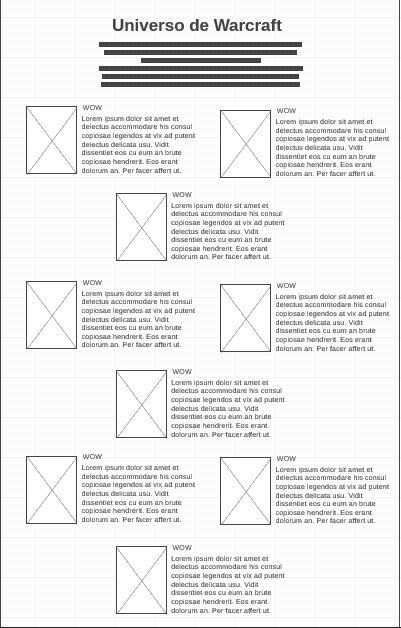 Universo de Warcraft
WOW
Lorem ipsum dolor sit amet et
delectus accommodare his consul
copiosae legendos at vix ad putent
delectus delicata usu. Vidit
dissentiet eos cu eum an brute
copiosae hendrerit. Eos erant
dolorum an. Per facer affert ut.
WOW
Lorem ipsum dolor sit amet et
delectus accommodare his consul
copiosae legendos at vix ad putent
delectus delicata usu. Vidit
dissentiet eos cu eum an brute
copiosae hendrerit. Eos erant
dolorum an. Per facer affert ut.
WOW
Lorem ipsum dolor sit amet et
delectus accommodare his consul
copiosae legendos at vix ad putent
delectus delicata usu. Vidit
dissentiet eos cu eum an brute
copiosae hendrerit. Eos erant
dolorum an. Per facer affert ut.
WOW
Lorem ipsum dolor sit amet et
delectus accommodare his consul
copiosae legendos at vix ad putent
delectus delicata usu. Vidit
dissentiet eos cu eum an brute
copiosae hendrerit. Eos erant
dolorum an. Per facer affert ut.
WOW
Lorem ipsum dolor sit amet et
delectus accommodare his consul
copiosae legendos at vix ad putent
delectus delicata usu. Vidit
dissentiet eos cu eum an brute
copiosae hendrerit. Eos erant
dolorum an. Per facer affert ut.
WOW
Lorem ipsum dolor sit amet et
delectus accommodare his consul
copiosae legendos at vix ad putent
delectus delicata usu. Vidit
dissentiet eos cu eum an brute
copiosae hendrerit. Eos erant
dolorum an. Per facer affert ut.
WOW
Lorem ipsum dolor sit amet et
delectus accommodare his consul
copiosae legendos at vix ad putent
delectus delicata usu. Vidit
dissentiet eos cu eum an brute
copiosae hendrerit. Eos erant
dolorum an. Per facer affert ut.
WOW
Lorem ipsum dolor sit amet et
delectus accommodare his consul
copiosae legendos at vix ad putent
delectus delicata usu. Vidit
dissentiet eos cu eum an brute
copiosae hendrerit. Eos erant
dolorum an. Per facer affert ut.
WOW
Lorem ipsum dolor sit amet et
delectus accommodare his consul
copiosae legendos at vix ad putent
delectus delicata usu. Vidit
dissentiet eos cu eum an brute
copiosae hendrerit. Eos erant
dolorum an. Per facer affert ut.